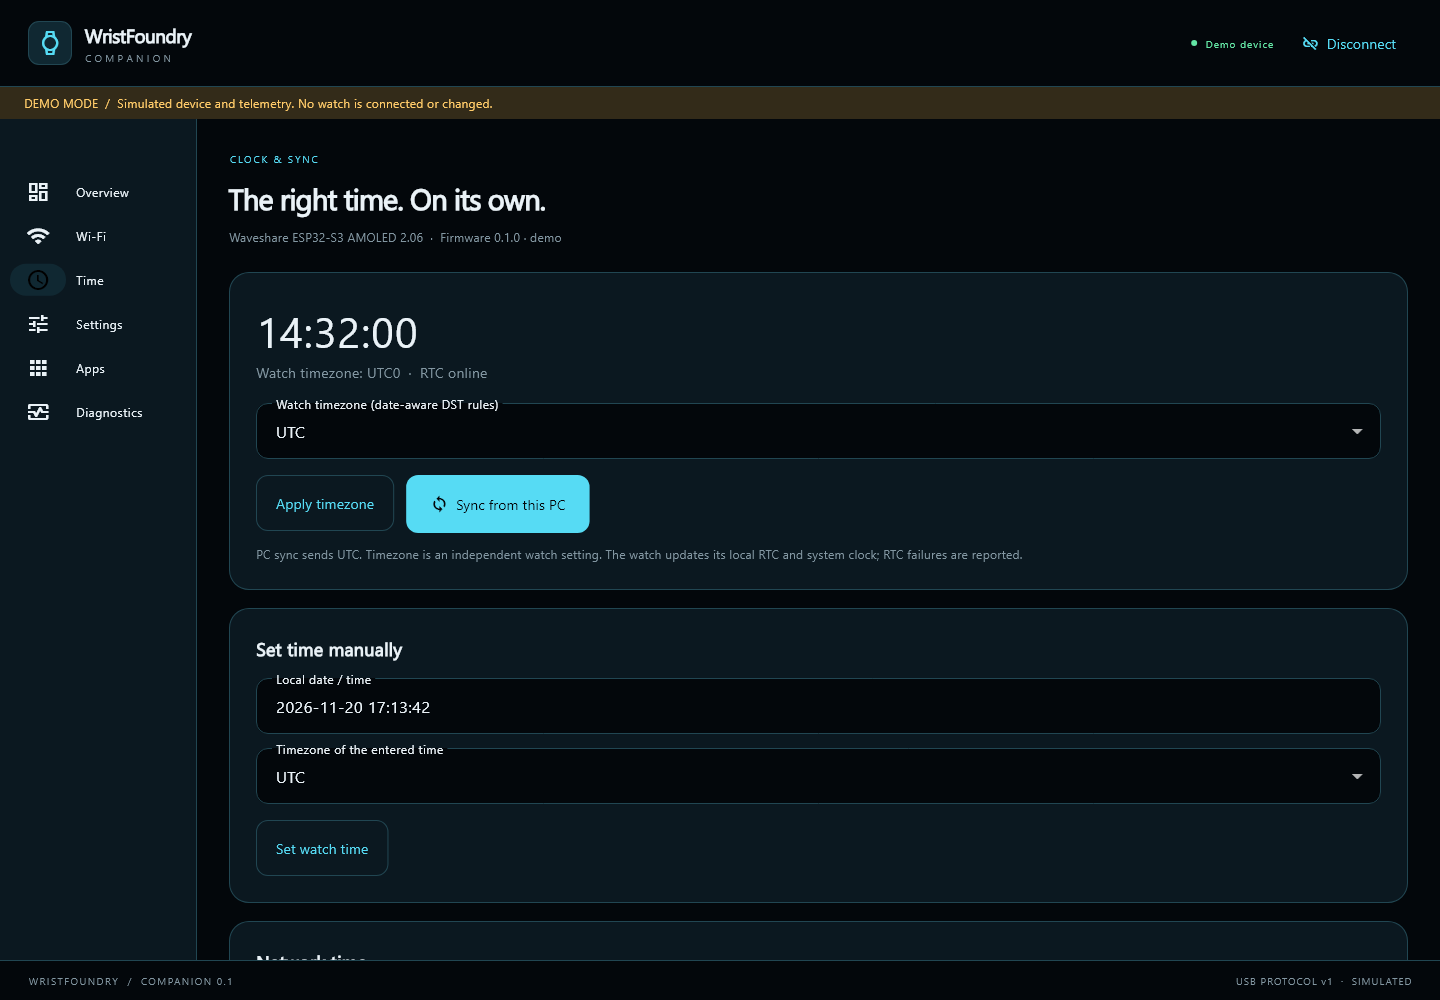 WristFoundry
COMPANION
Demo device
Disconnect
DEMO MODE / Simulated device and telemetry. No watch is connected or changed.
Overview
Wi-Fi
Time
Settings
Apps
Diagnostics
CLOCK & SYNC
The right time. On its own.
Waveshare ESP32-S3 AMOLED 2.06 · Firmware 0.1.0 · demo
14:32:00
Watch timezone: UTC0 · RTC online
Watch timezone (date-aware DST rules)
UTC
Apply timezone
Sync from this PC
PC sync sends UTC. Timezone is an independent watch setting. The watch updates its local RTC and system clock; RTC failures are reported.
Set time manually
Local date / time
2026-11-20 17:13:42
Timezone of the entered time
UTC
Set watch time
Network time
WRISTFOUNDRY / COMPANION 0.1
USB PROTOCOL v1 · SIMULATED